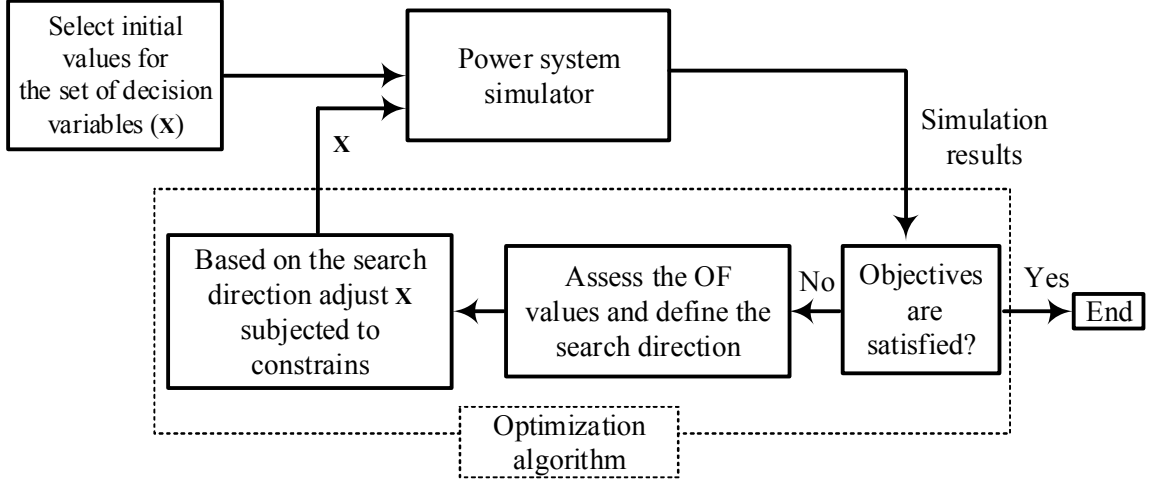 Select initial
values for
the set of decision
variables (X)
Power system
simulator
X
Simulation
results
Based on the search
direction adjust X
subjected to
constrains
Assess the OF
values and define the
search direction
No
Objectives
are
satisfied?
Yes
End
Optimization
algorithm